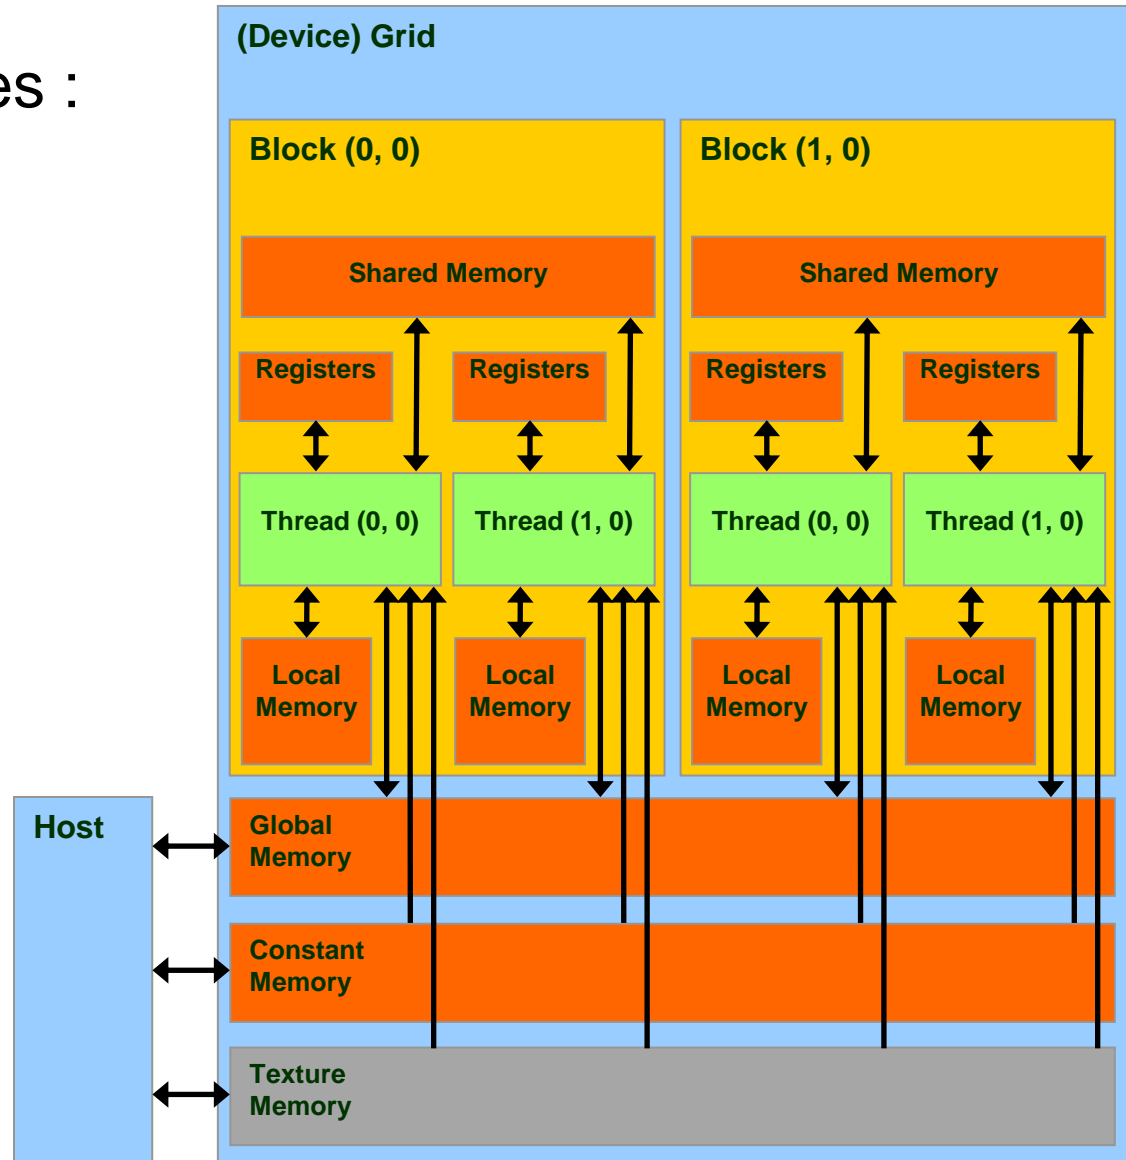 es :
(Device) Grid
Block (0, 0)
Shared Memory
Registers
Registers
Thread (0, 0)
Thread (1, 0)
Local
Memory
Local
Memory
Block (1, 0)
Shared Memory
Registers
Registers
Thread (0, 0)
Thread (1, 0)
Local
Memory
Local
Memory
Host
Global
Memory
Constant
Memory
Texture
Memory